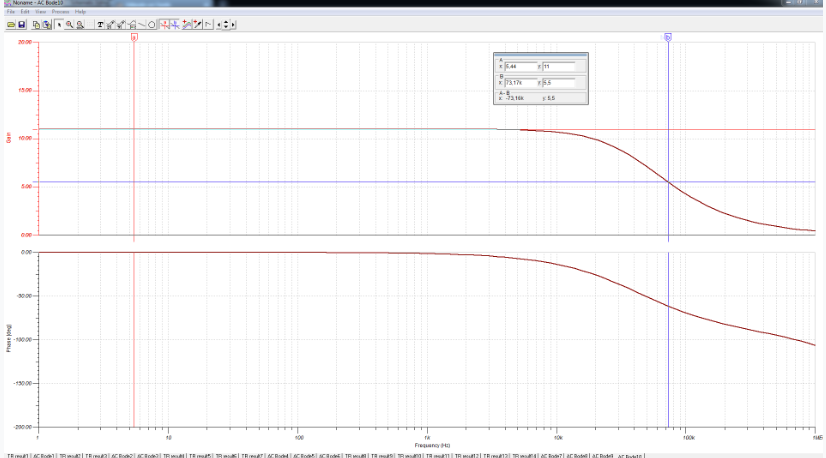 Noname - AC Bode10
File Edit View Process Help
T
a
b
20.00
15.00
Gain
10.00
5.00
0.00
A
x: 5,44 y: 11
B
x: 73,17k y: 5,5
A - B
x: -73,16k y: 5,5
0.00
-50.00
Phase [deg]
-100.00
-150.00
-200.00
1 10 100 1k 10k 100k 1MEG
Frequency (Hz)
TR result1 AC Bode1 TR result2 TR result3 AC Bode2 AC Bode3 TR result4 TR result5 TR result6 TR result7 AC Bode4 AC Bode5 AC Bode6 TR result8 TR result9 TR result10 TR result11 TR result12 TR result13 TR result14 AC Bode7 AC Bode8 AC Bode9 AC Bode10